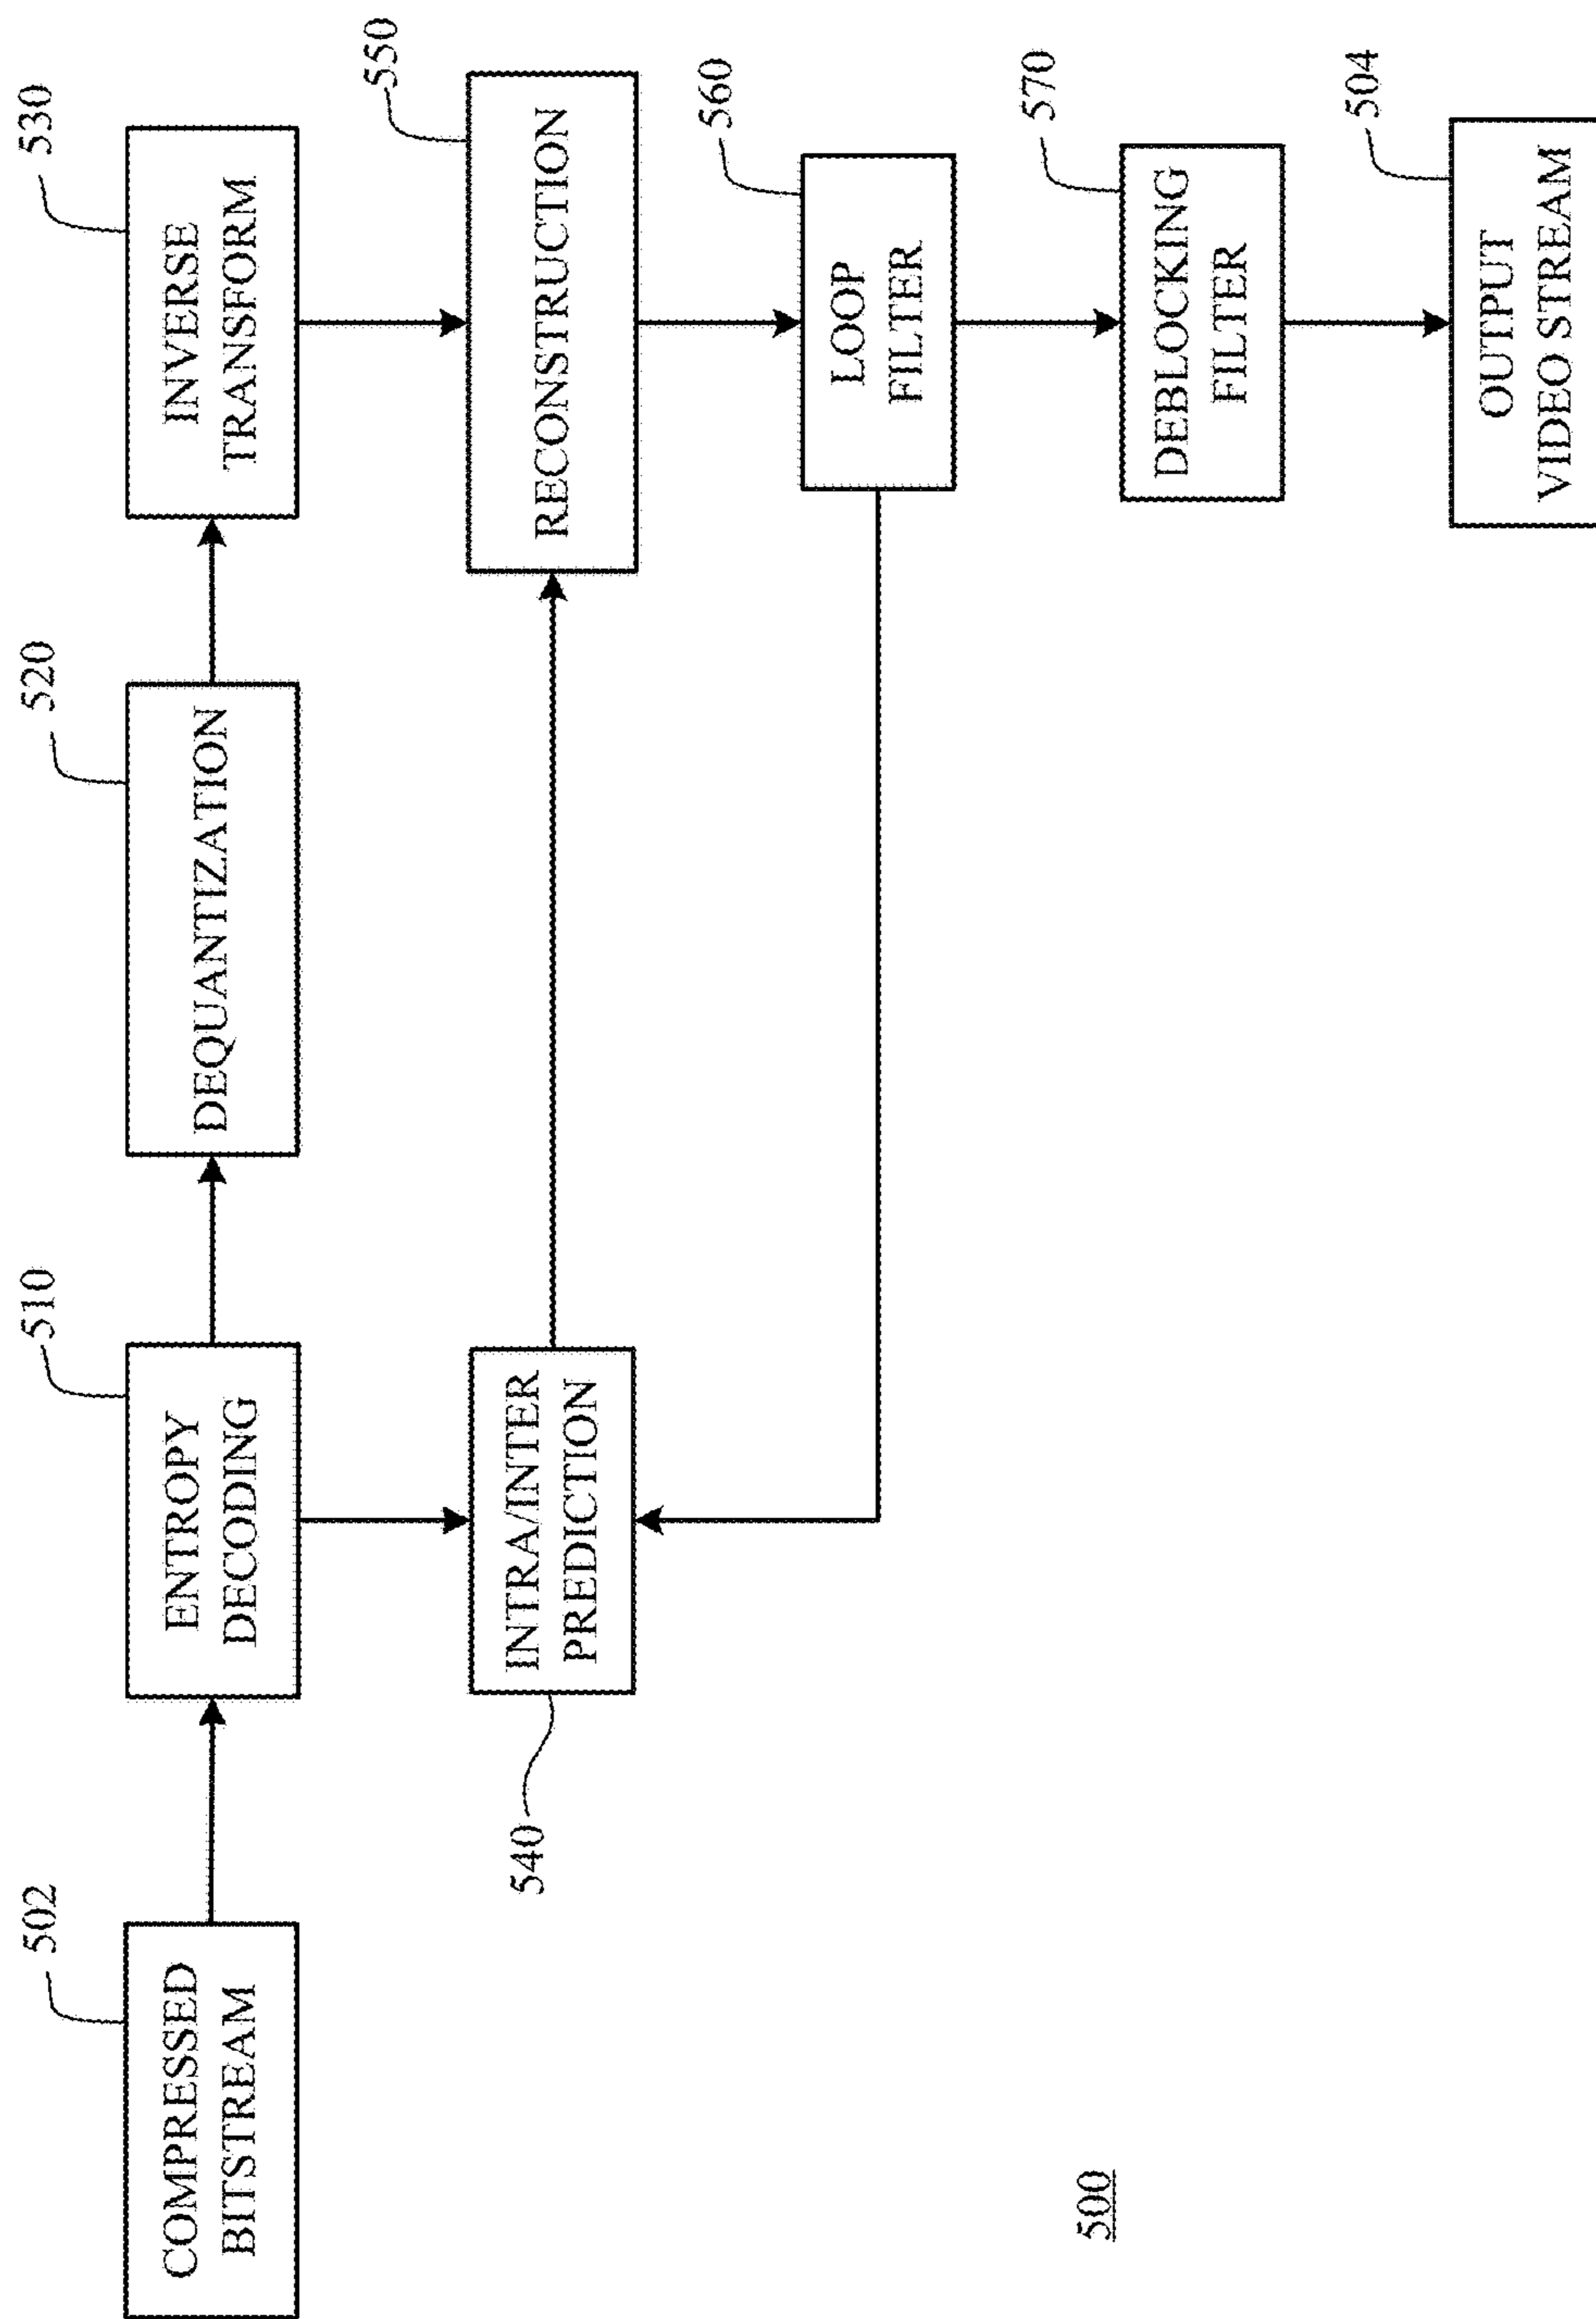 502
COMPRESSED
BITSTREAM
510
ENTROPY
DECODING
520
DEQUANTIZATION
530
INVERSE
TRANSFORM
540
INTRA/INTER
PREDICTION
550
RECONSTRUCTION
560
LOOP
FILTER
570
DEBLOCKING
FILTER
504
OUTPUT
VIDEO STREAM
500